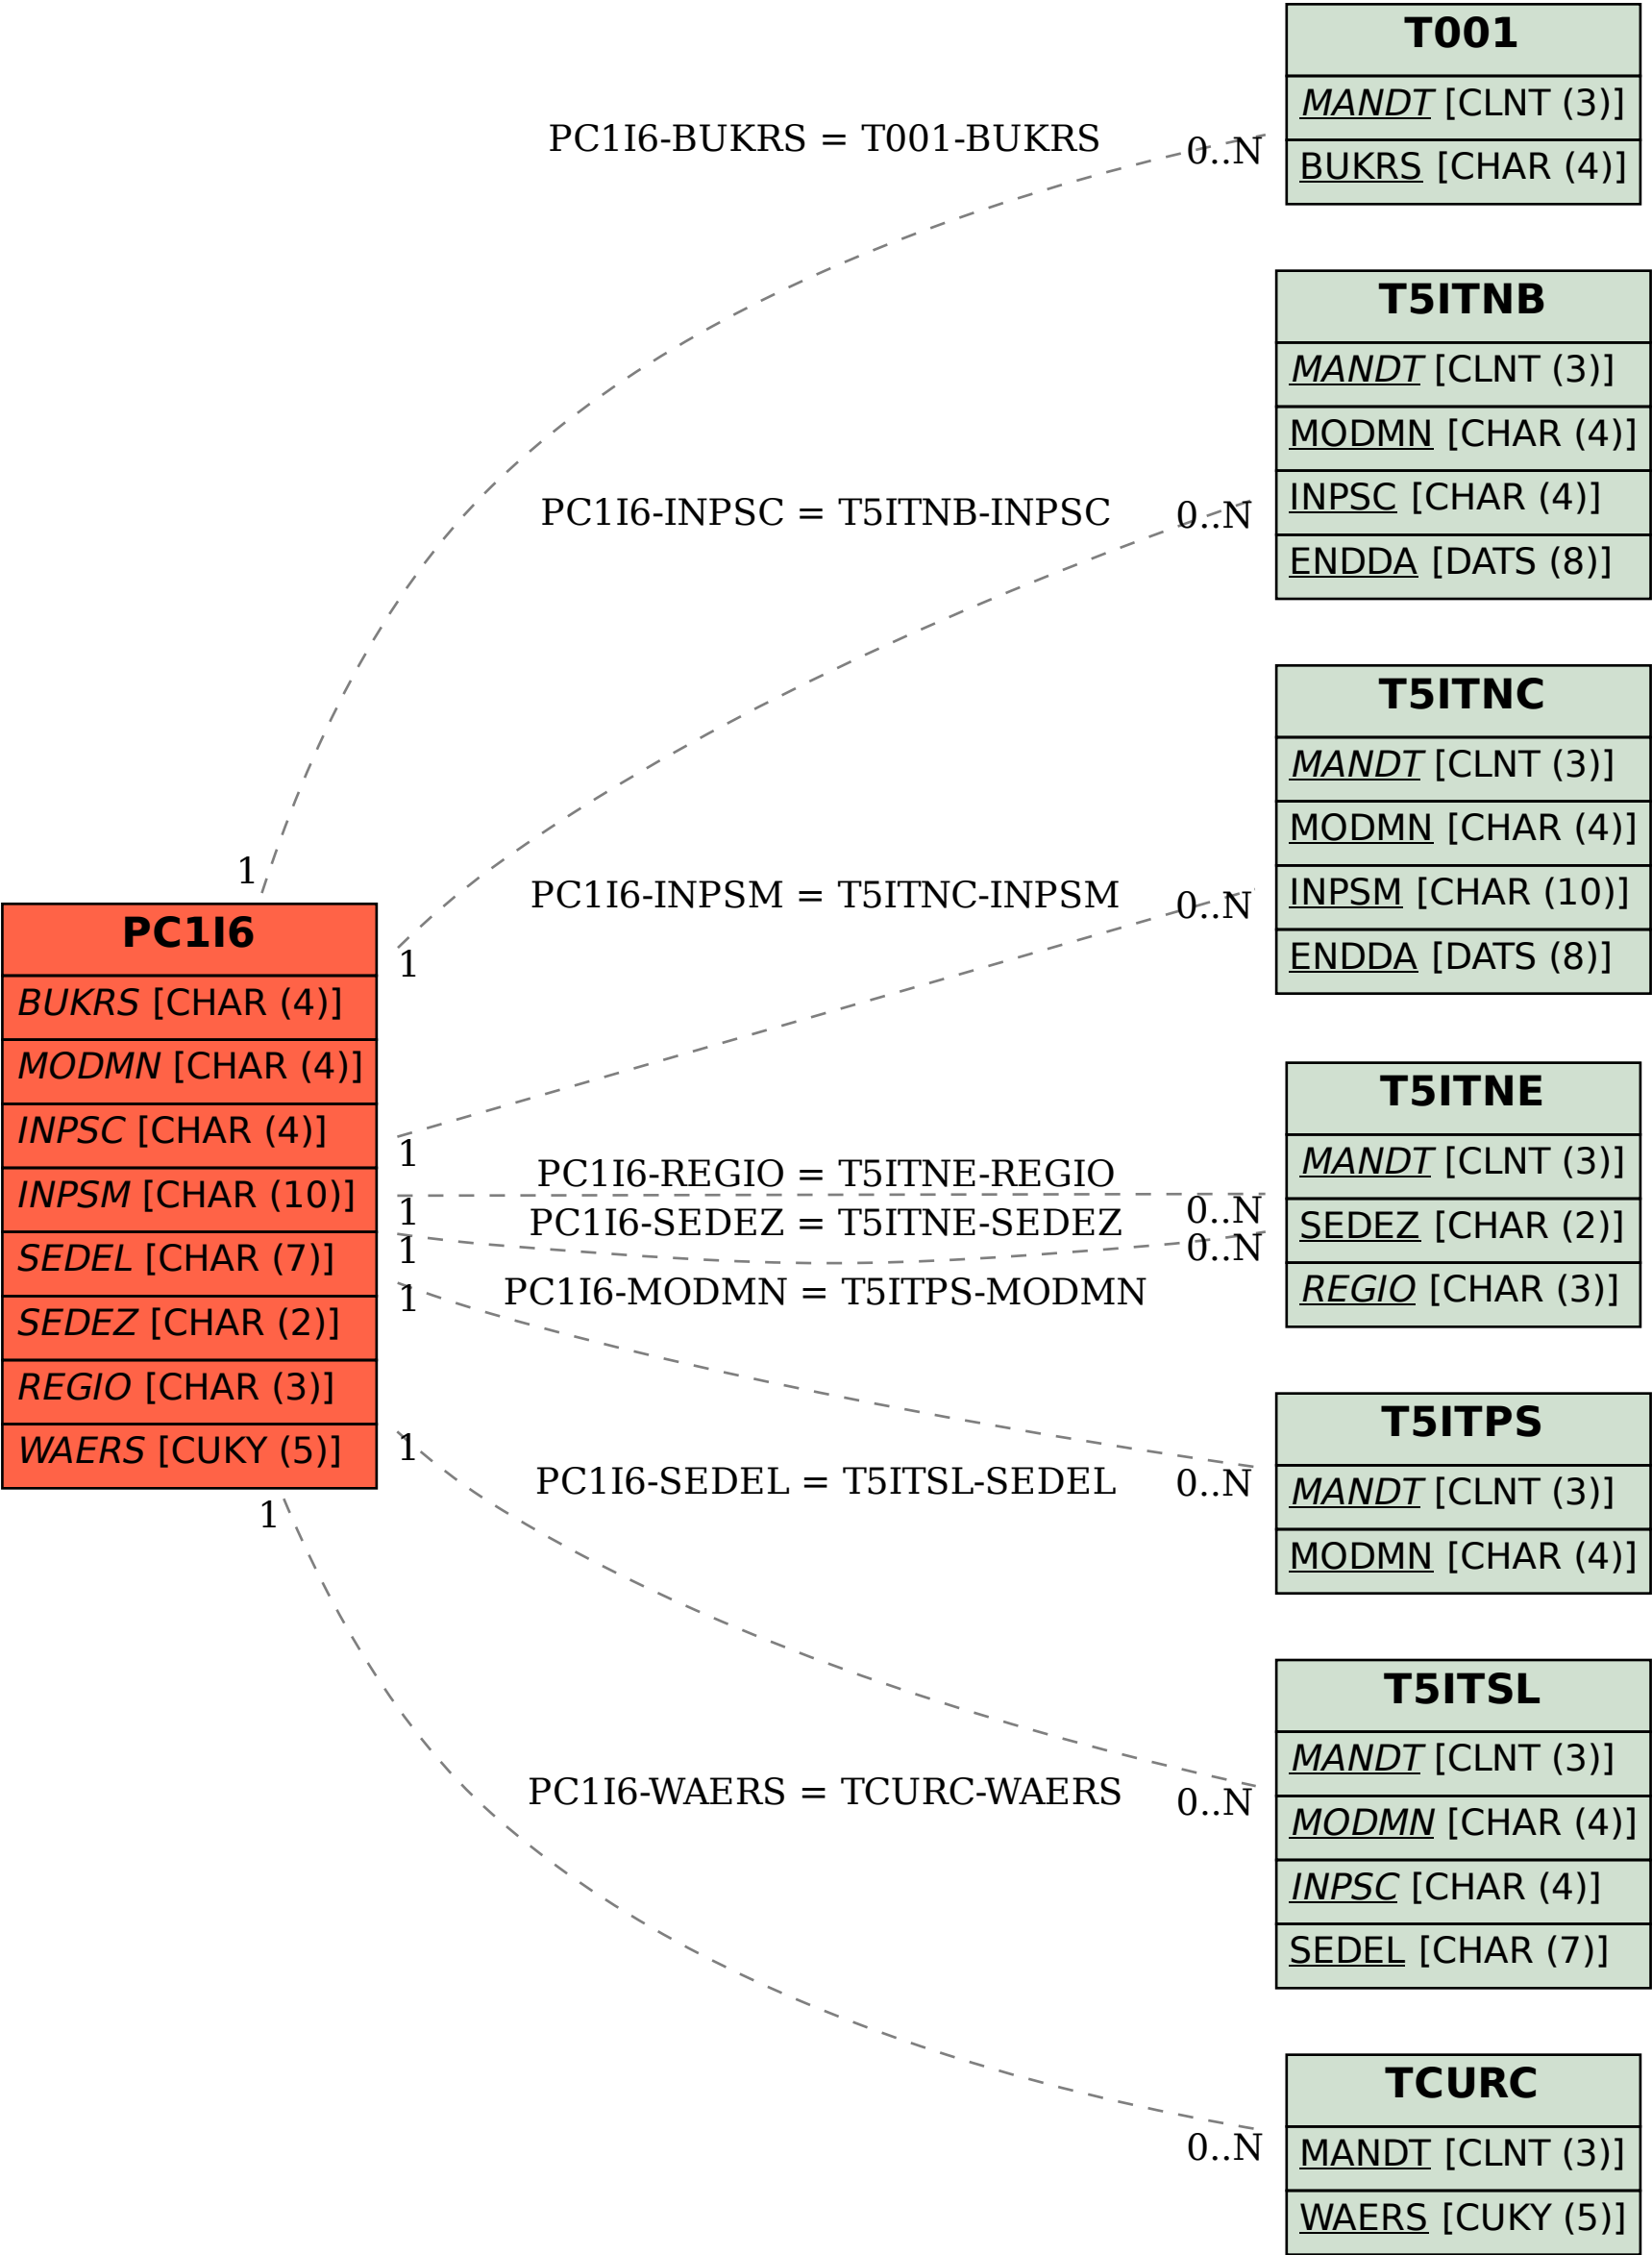 T001
MANDT [CLNT (3)]
BUKRS [CHAR (4)]
PC1I6-BUKRS = T001-BUKRS
0..N
1
T5ITNB
MANDT [CLNT (3)]
MODMN [CHAR (4)]
INPSC [CHAR (4)]
ENDDA [DATS (8)]
PC1I6-INPSC = T5ITNB-INPSC
0..N
1
T5ITNC
MANDT [CLNT (3)]
MODMN [CHAR (4)]
INPSM [CHAR (10)]
ENDDA [DATS (8)]
PC1I6-INPSM = T5ITNC-INPSM
0..N
1
PC1I6
BUKRS [CHAR (4)]
MODMN [CHAR (4)]
INPSC [CHAR (4)]
INPSM [CHAR (10)]
SEDEL [CHAR (7)]
SEDEZ [CHAR (2)]
REGIO [CHAR (3)]
WAERS [CUKY (5)]
T5ITNE
MANDT [CLNT (3)]
SEDEZ [CHAR (2)]
REGIO [CHAR (3)]
PC1I6-REGIO = T5ITNE-REGIO
0..N
1
PC1I6-SEDEZ = T5ITNE-SEDEZ
0..N
1
PC1I6-MODMN = T5ITPS-MODMN
0..N
1
T5ITPS
MANDT [CLNT (3)]
MODMN [CHAR (4)]
PC1I6-SEDEL = T5ITSL-SEDEL
0..N
1
T5ITSL
MANDT [CLNT (3)]
MODMN [CHAR (4)]
INPSC [CHAR (4)]
SEDEL [CHAR (7)]
PC1I6-WAERS = TCURC-WAERS
0..N
1
TCURC
MANDT [CLNT (3)]
WAERS [CUKY (5)]